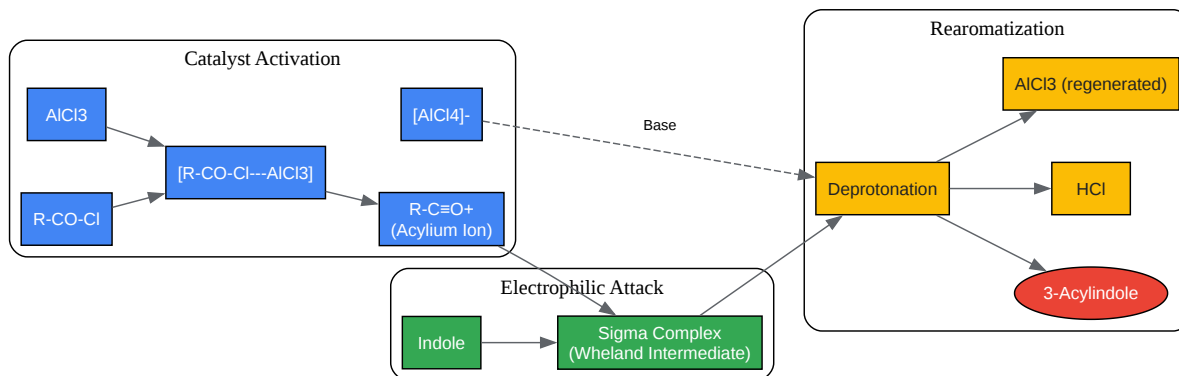 Catalyst Activation
AlCl3
[AlCl4]-
[R-CO-Cl---AlCl3]
R-CO-Cl
R-C≡O+
(Acylium Ion)
Base
Electrophilic Attack
Indole
Sigma Complex
(Wheland Intermediate)
Rearomatization
AlCl3 (regenerated)
Deprotonation
HCl
3-Acylindole